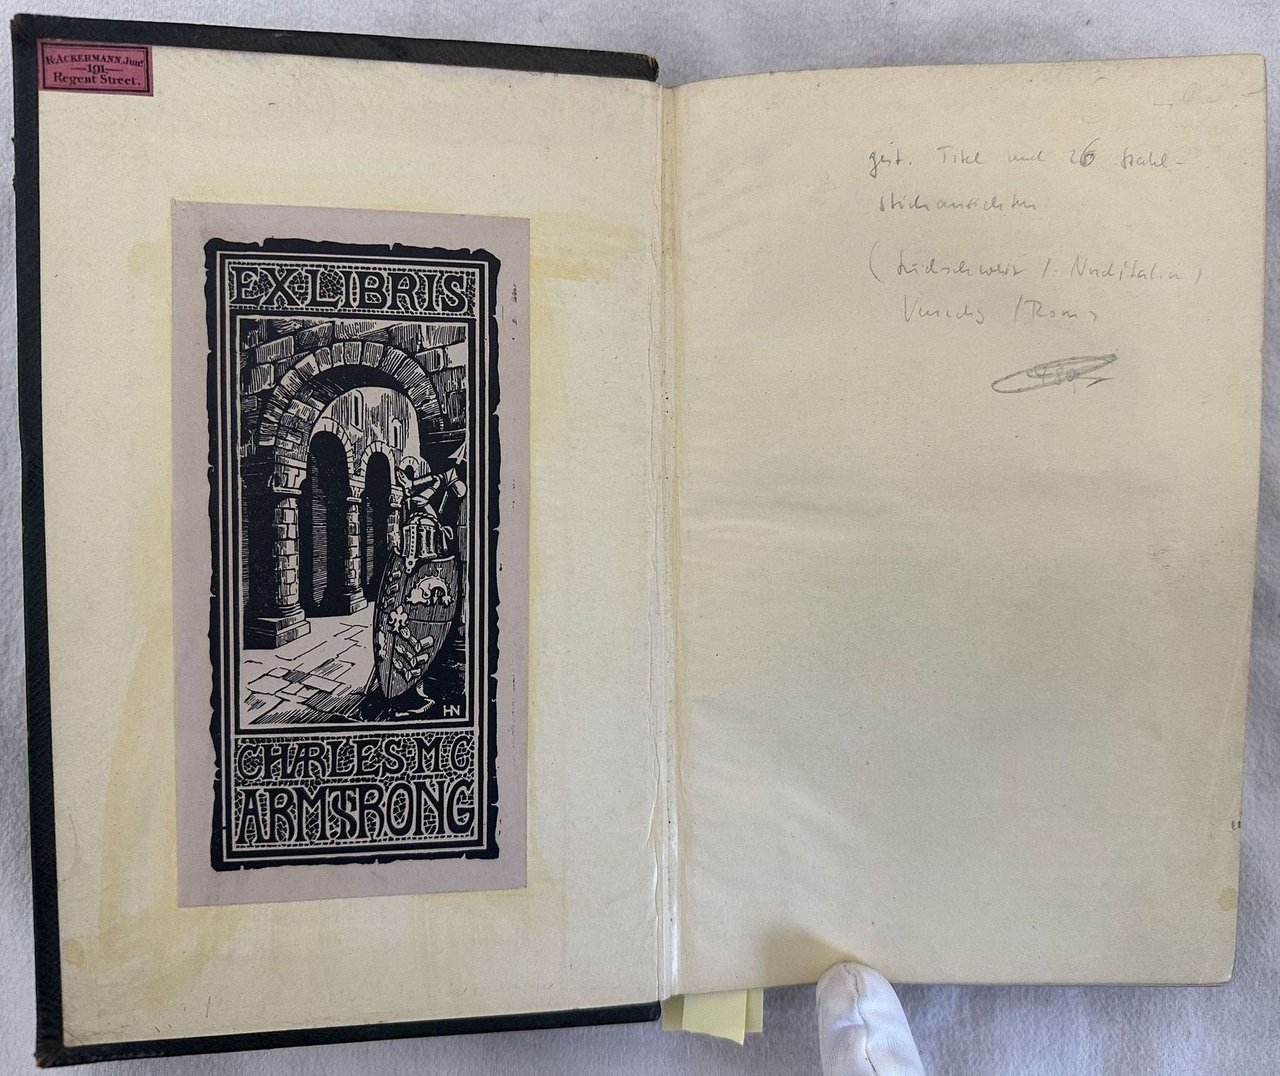 R. ACKERMANN, Junr.
191
Regent Street.
EX·LIBRIS
HN
CHARLES MC
ARMSTRONG
gest. Titel und 26 Stahl-
stichansichten
(Südschweiz / Norditalien,
Venedig / Rom)